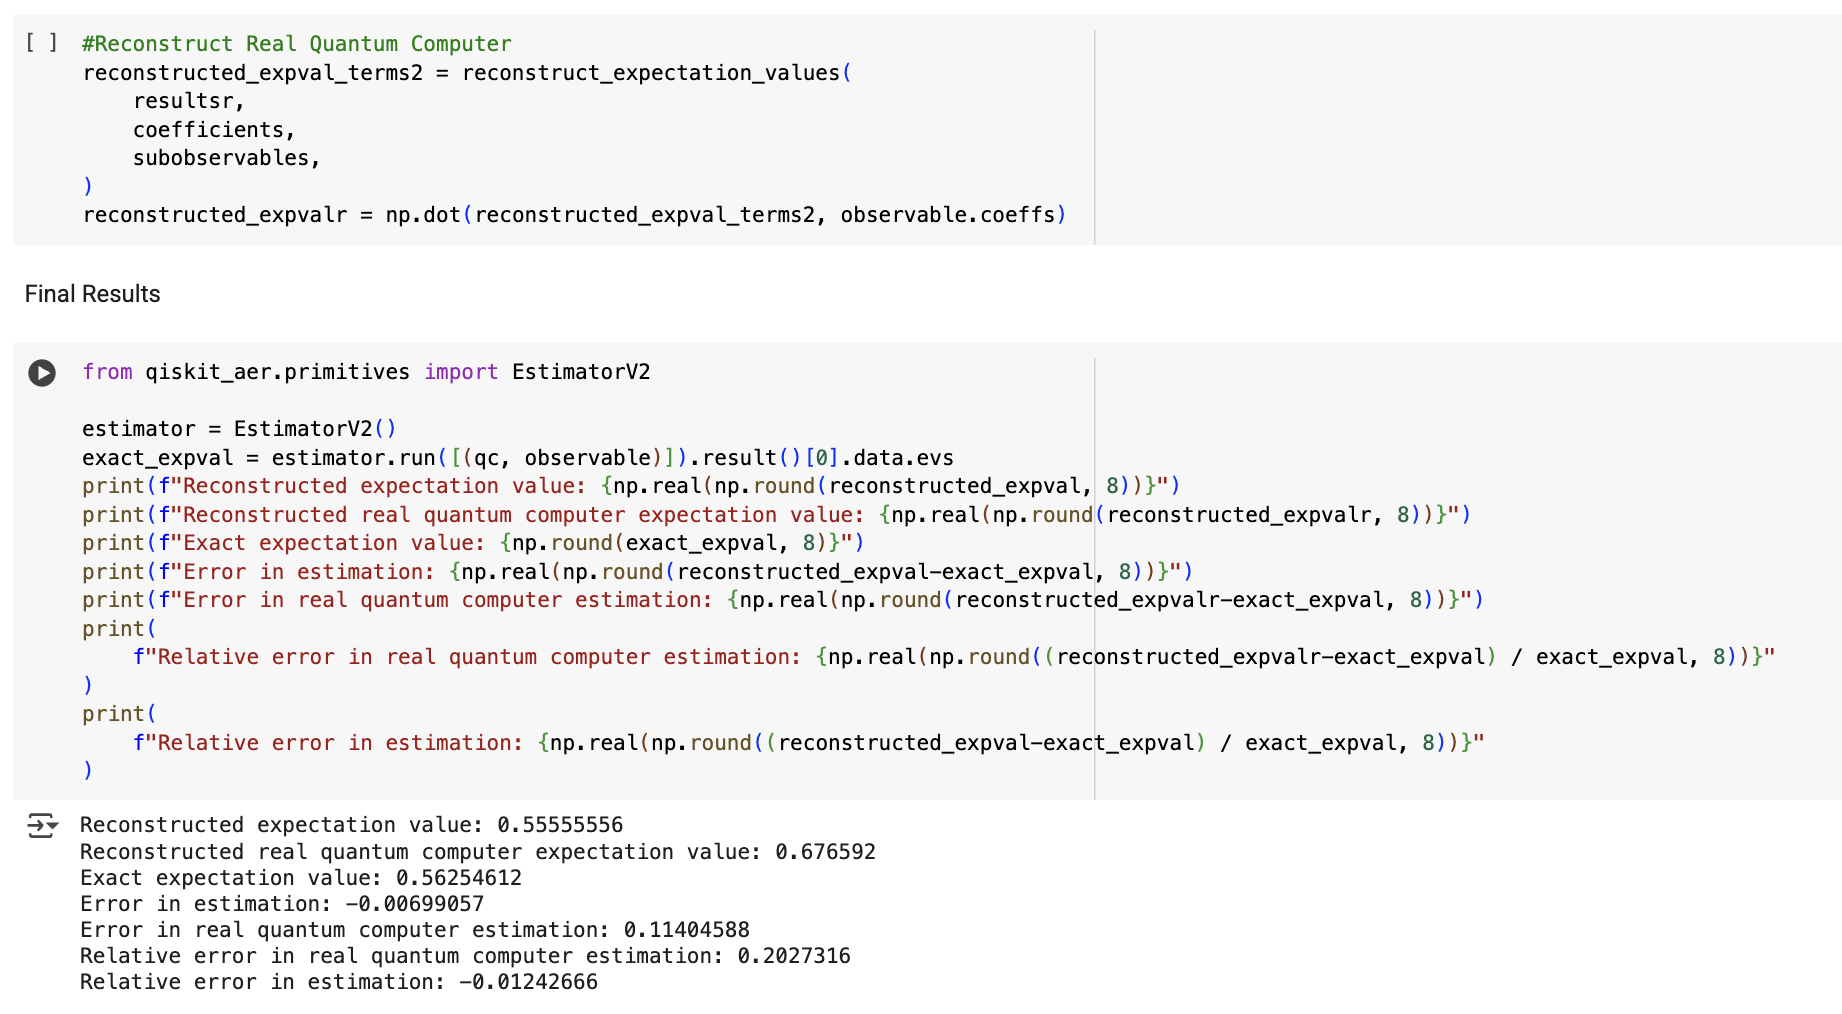 [ ] #Reconstruct Real Quantum Computer
reconstructed_expval_terms2 = reconstruct_expectation_values(
    resultsr,
    coefficients,
    subobservables,
)
reconstructed_expvalr = np.dot(reconstructed_expval_terms2, observable.coeffs)
Final Results
from qiskit_aer.primitives import EstimatorV2
estimator = EstimatorV2()
exact_expval = estimator.run([(qc, observable)]).result()[0].data.evs
print(f"Reconstructed expectation value: {np.real(np.round(reconstructed_expval, 8))}")
print(f"Reconstructed real quantum computer expectation value: {np.real(np.round(reconstructed_expvalr, 8))}")
print(f"Exact expectation value: {np.round(exact_expval, 8)}")
print(f"Error in estimation: {np.real(np.round(reconstructed_expval-exact_expval, 8))}")
print(f"Error in real quantum computer estimation: {np.real(np.round(reconstructed_expvalr-exact_expval, 8))}")
print(
    f"Relative error in real quantum computer estimation: {np.real(np.round((reconstructed_expvalr-exact_expval) / exact_expval, 8))}"
)
print(
    f"Relative error in estimation: {np.real(np.round((reconstructed_expval-exact_expval) / exact_expval, 8))}"
)
Reconstructed expectation value: 0.55555556
Reconstructed real quantum computer expectation value: 0.676592
Exact expectation value: 0.56254612
Error in estimation: -0.00699057
Error in real quantum computer estimation: 0.11404588
Relative error in real quantum computer estimation: 0.2027316
Relative error in estimation: -0.01242666